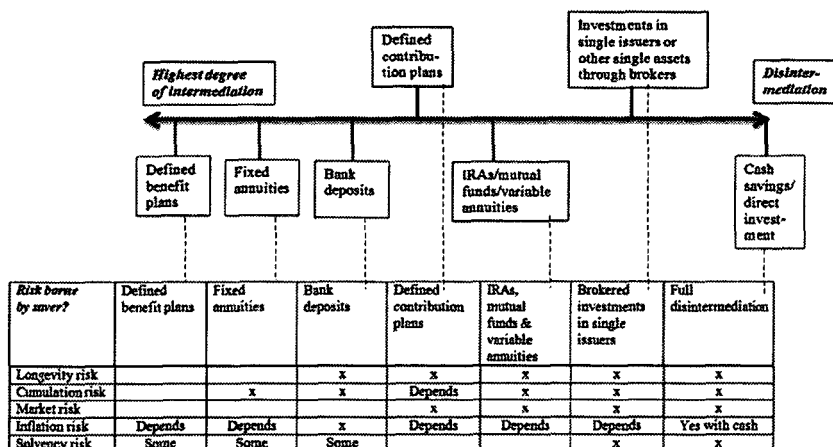 Defined
contribu-
tion plans
Investments in
single issuers or
other single assets
through brokers
Highest degree
of intermediation
Disinter-
mediation
Defined
benefit
plans
Fixed
annuities
Bank
deposits
IRAs/mutual
funds/variable
annuities
Cash
savings/
direct
invest-
ment
Risk borne by saver? Defined benefit plans Fixed annuities Bank deposits Defined contribution plans IRAs, mutual funds & variable annuities Brokered investments in single issuers Full disintermediation
Longevity risk x x x x x
Cumulation risk x x Depends x x x
Market risk x x x x
Inflation risk Depends Depends x Depends Depends Depends Yes with cash
Solvency risk Some Some Some x x